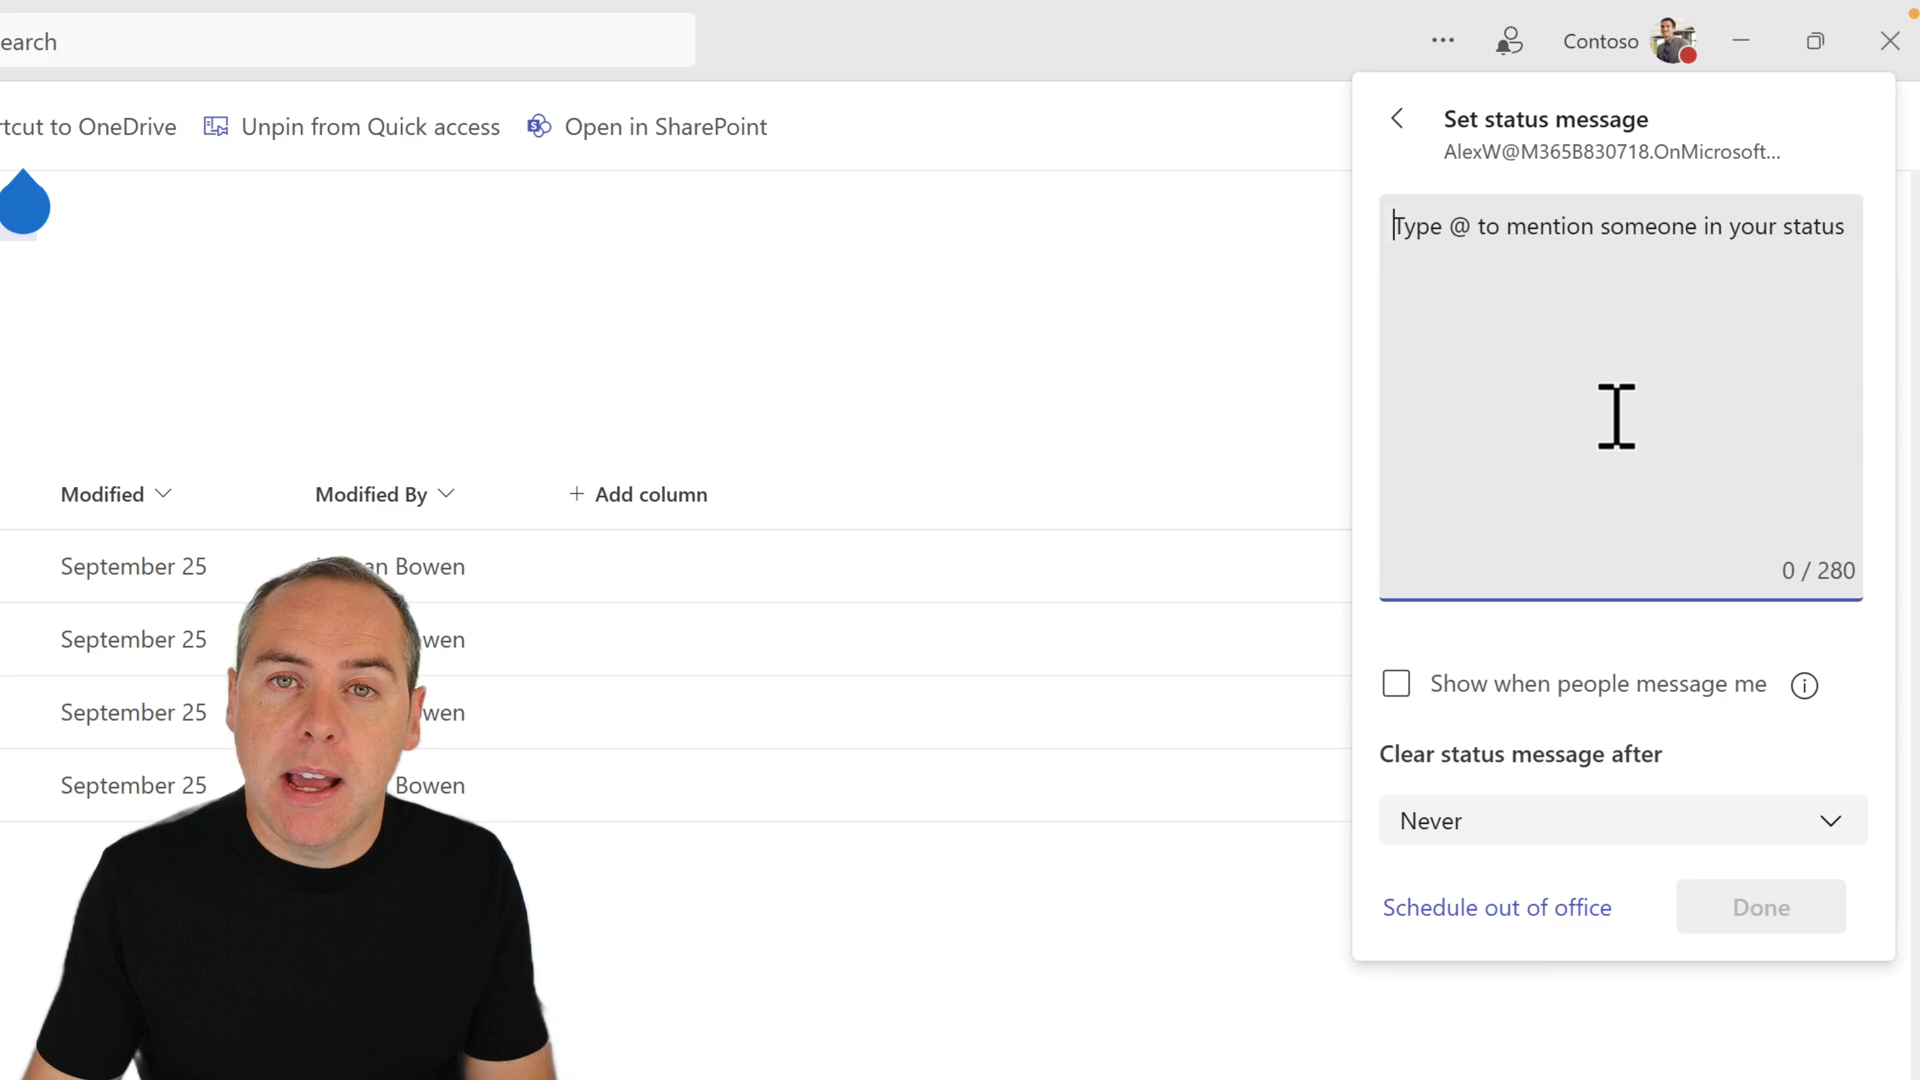 earch
Contoso
rtcut to OneDrive
Unpin from Quick access
Open in SharePoint
Set status message
AlexW@M365B830718.OnMicrosoft...
Type @ to mention someone in your status
0 / 280
Show when people message me
Clear status message after
Never
Schedule out of office
Done
Modified
Modified By
+ Add column
September 25
an Bowen
September 25
wen
September 25
wen
September 25
Bowen